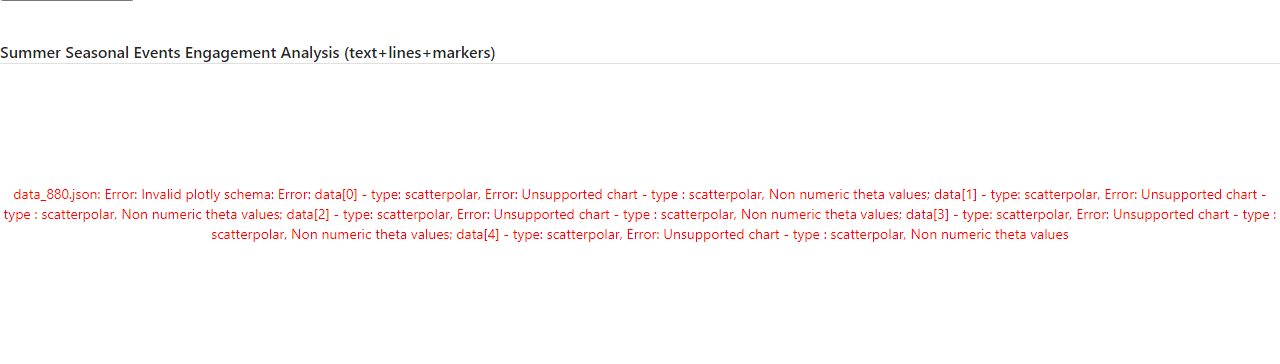 Summer Seasonal Events Engagement Analysis (text+lines+markers)
data_880.json: Error: Invalid plotly schema: Error: data[0] - type: scatterpolar, Error: Unsupported chart - type : scatterpolar, Non numeric theta values; data[1] - type: scatterpolar, Error: Unsupported chart -
type : scatterpolar, Non numeric theta values; data[2] - type: scatterpolar, Error: Unsupported chart - type : scatterpolar, Non numeric theta values; data[3] - type: scatterpolar, Error: Unsupported chart - type :
scatterpolar, Non numeric theta values; data[4] - type: scatterpolar, Error: Unsupported chart - type : scatterpolar, Non numeric theta values